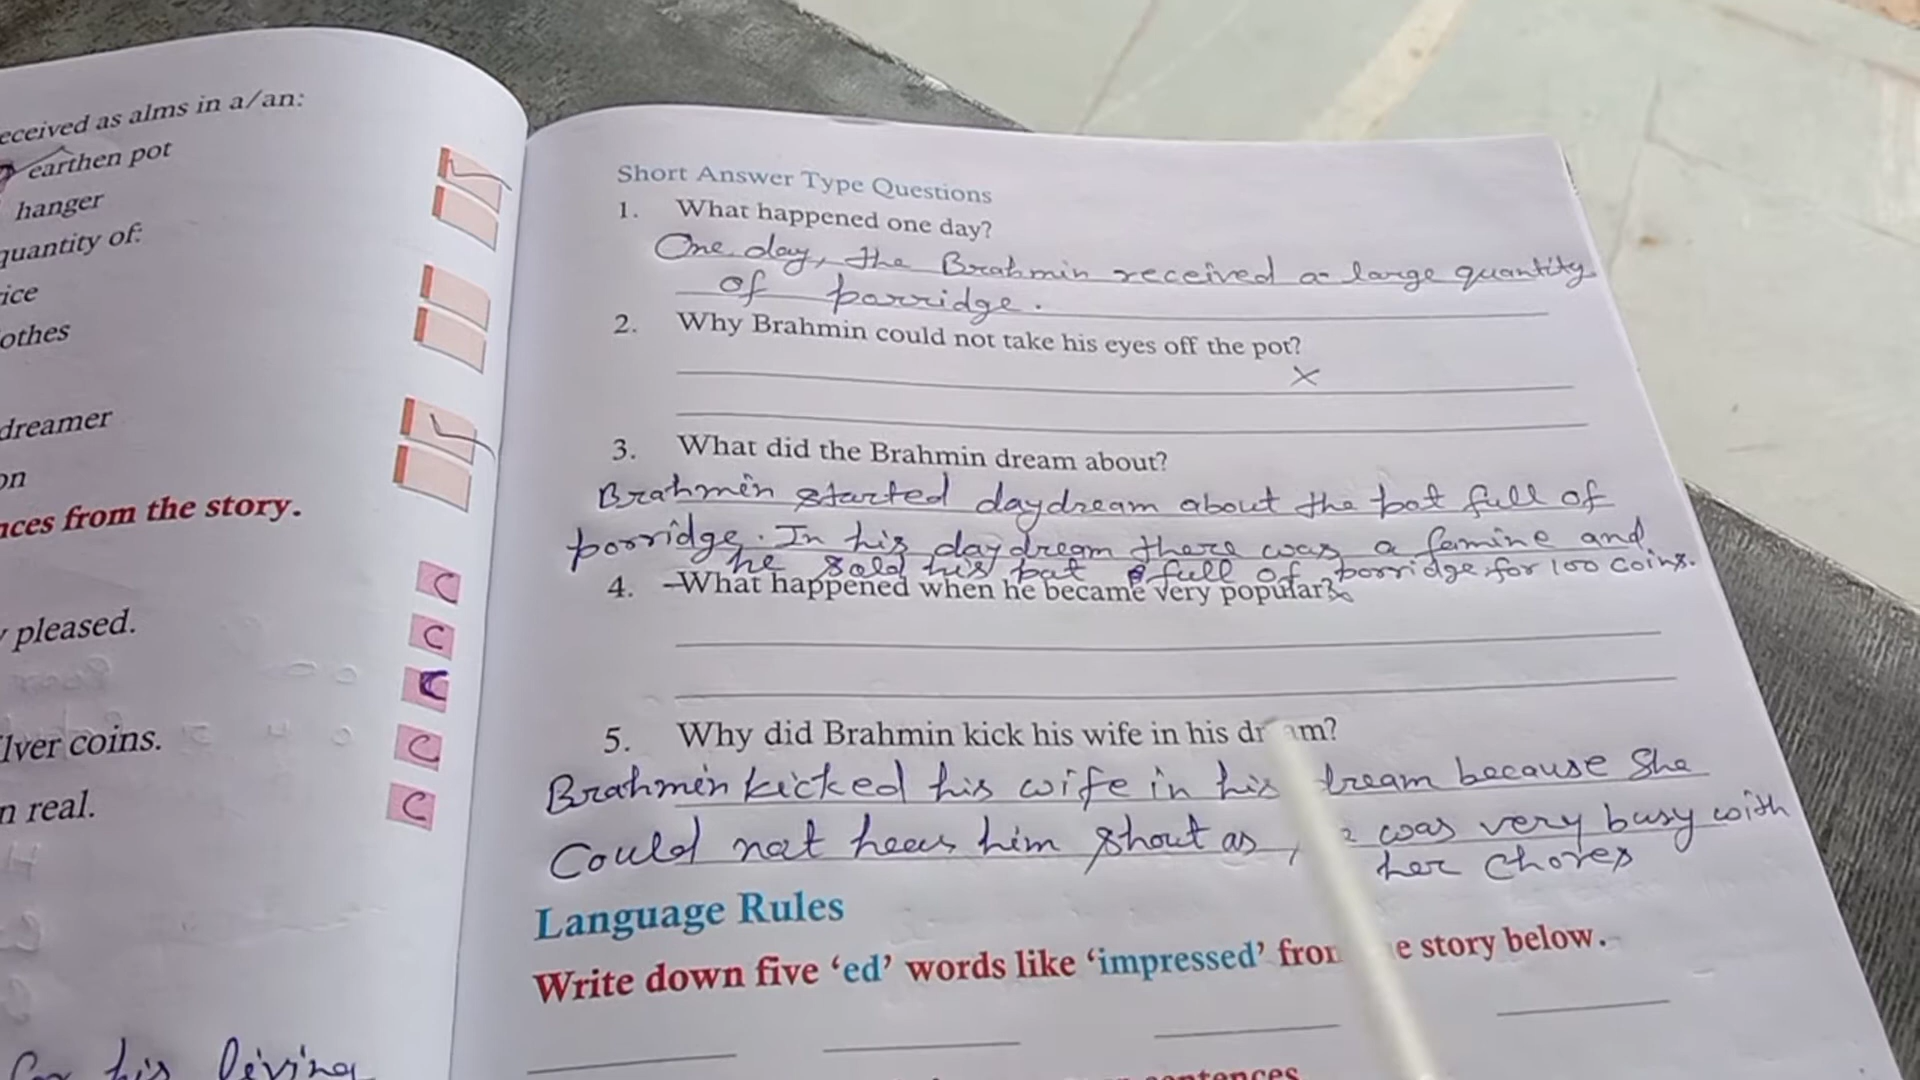 eceived as alms in a/an:
earthen pot
hanger
quantity of:
ice
othes
dreamer
on
nces from the story.
C
pleased.
C
C
lver coins.
C
n real.
C
for his living
Short Answer Type Questions
1. What happened one day?
One day, the Brahmin received a large quantity
of porridge.
2. Why Brahmin could not take his eyes off the pot?
×
3. What did the Brahmin dream about?
Brahmin started daydream about the pot full of
porridge. In his daydream there was a famine and
he sold his pot full of porridge for 100 coins.
4. What happened when he became very popular?
5. Why did Brahmin kick his wife in his dr am?
Brahmin kicked his wife in his dream because she
Could not hear him shout as was very busy with
her chores
Language Rules
Write down five ‘ed’ words like ‘impressed’ from e story below.
sentences